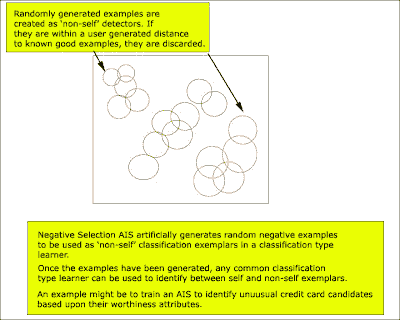 Randomly generated examples are
created as 'non-self' detectors. If
they are within a user generated distance
to known good examples, they are discarded.
Negative Selection AIS artificially generates random negative examples
to be used as 'non-self' classification exemplars in a classification type
learner.
Once the examples have been generated, any common classification
type learner can be used to identify between self and non-self exemplars.
An example might be to train an AIS to identify unuusual credit card candidates
based upon their worthiness attributes.